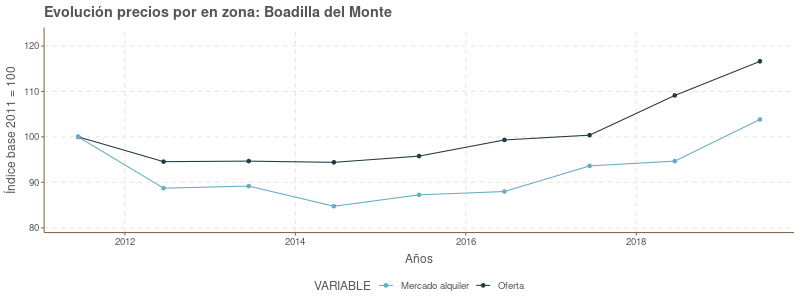 Evolución precios por en zona: Boadilla del Monte
Índice base 2011 = 100
120
110
100
90
80
2012 2014 2016 2018
Años
VARIABLE Mercado alquiler Oferta